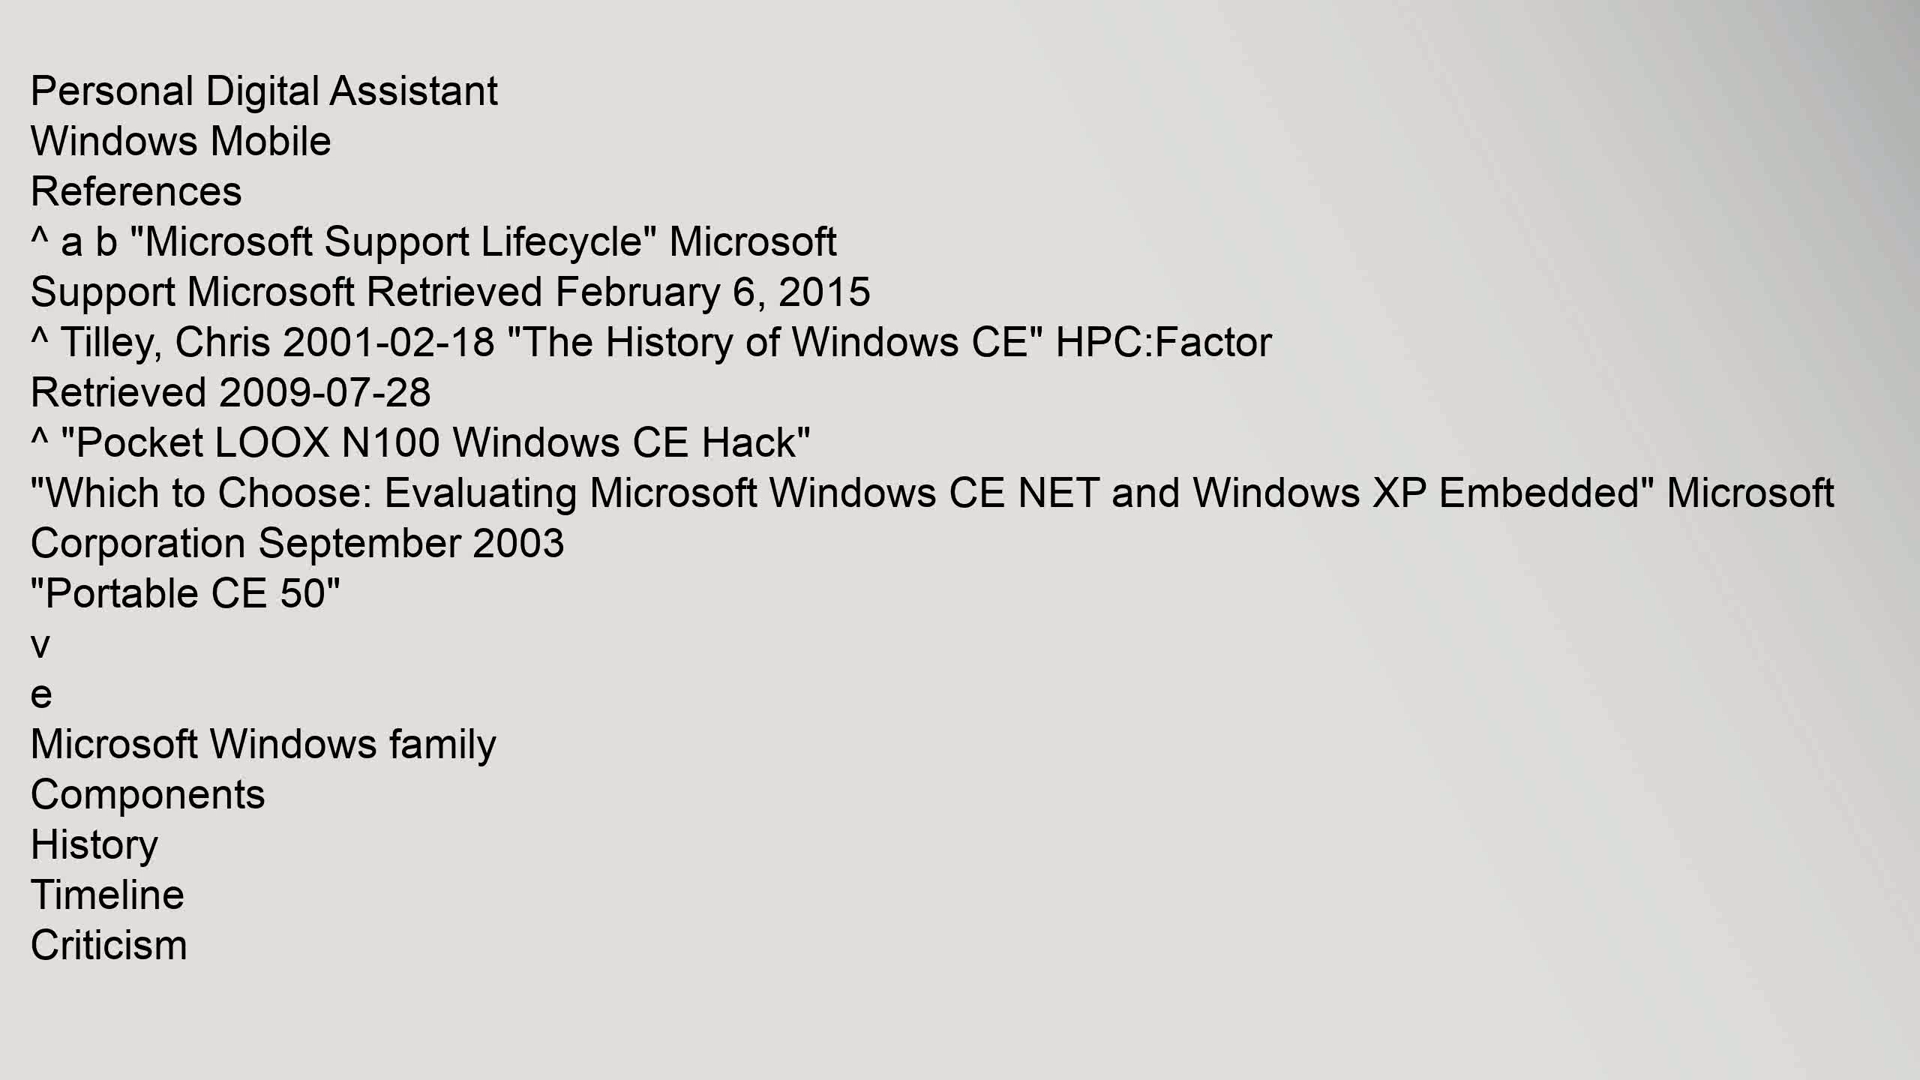 Personal Digital Assistant
Windows Mobile
References
^ a b "Microsoft Support Lifecycle" Microsoft
Support Microsoft Retrieved February 6, 2015
^ Tilley, Chris 2001-02-18 "The History of Windows CE" HPC:Factor
Retrieved 2009-07-28
^ "Pocket LOOX N100 Windows CE Hack"
"Which to Choose: Evaluating Microsoft Windows CE NET and Windows XP Embedded" Microsoft
Corporation September 2003
"Portable CE 50"
v
e
Microsoft Windows family
Components
History
Timeline
Criticism